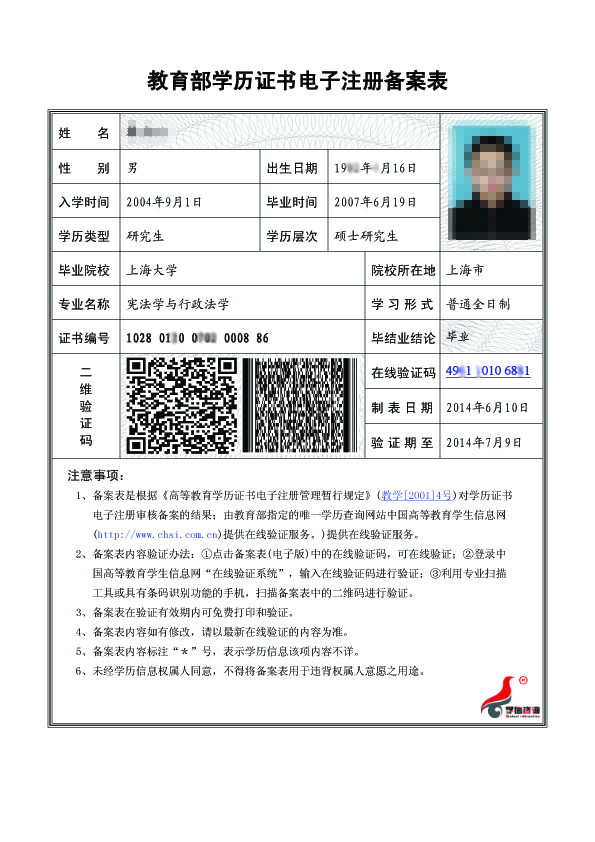 教育部学历证书电子注册备案表
姓 名
性 别 男 出生日期 19 年 月16日
入学时间 2004年9月1日 毕业时间 2007年6月19日
学历类型 研究生 学历层次 硕士研究生
毕业院校 上海大学 院校所在地 上海市
专业名称 宪法学与行政法学 学习形式 普通全日制
证书编号 1028 01 0 0 0008 86 毕结业结论 毕业
二维验证码
在线验证码 49 1 010 68 1
制表日期 2014年6月10日
验证期至 2014年7月9日
注意事项:
1、备案表是根据《高等教育学历证书电子注册管理暂行规定》(教学[2001]4号)对学历证书
电子注册审核备案的结果;由教育部指定的唯一学历查询网站中国高等教育学生信息网
(http://www.chsi.com.cn)提供在线验证服务。)提供在线验证服务。
2、备案表内容验证办法:①点击备案表(电子版)中的在线验证码,可在线验证;②登录中
国高等教育学生信息网“在线验证系统”,输入在线验证码进行验证;③利用专业扫描
工具或具有条码识别功能的手机,扫描备案表中的二维码进行验证。
3、备案表在验证有效期内可免费打印和验证。
4、备案表内容如有修改,请以最新在线验证的内容为准。
5、备案表内容标注“*”号,表示学历信息该项内容不详。
6、未经学历信息权属人同意,不得将备案表用于违背权属人意愿之用途。
®
学信咨询